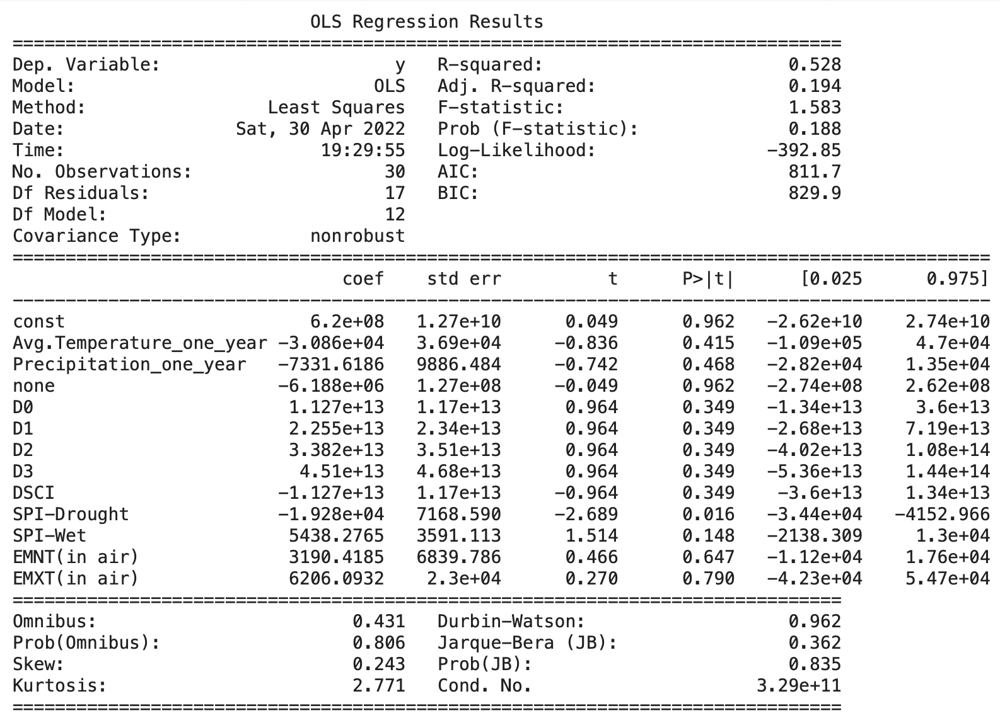 OLS Regression Results
==============================================================================
Dep. Variable:                      y   R-squared:                       0.528
Model:                            OLS   Adj. R-squared:                  0.194
Method:                 Least Squares   F-statistic:                     1.583
Date:                Sat, 30 Apr 2022   Prob (F-statistic):              0.188
Time:                        19:29:55   Log-Likelihood:                -392.85
No. Observations:                  30   AIC:                             811.7
Df Residuals:                      17   BIC:                             829.9
Df Model:                          12
Covariance Type:            nonrobust
============================================================================================
                               coef    std err          t      P>|t|      [0.025      0.975]
--------------------------------------------------------------------------------------------
const                       6.2e+08   1.27e+10      0.049      0.962   -2.62e+10    2.74e+10
Avg.Temperature_one_year -3.086e+04   3.69e+04     -0.836      0.415   -1.09e+05     4.7e+04
Precipitation_one_year   -7331.6186   9886.484     -0.742      0.468   -2.82e+04    1.35e+04
none                     -6.188e+06   1.27e+08     -0.049      0.962   -2.74e+08    2.62e+08
D0                        1.127e+13   1.17e+13      0.964      0.349   -1.34e+13     3.6e+13
D1                        2.255e+13   2.34e+13      0.964      0.349   -2.68e+13    7.19e+13
D2                        3.382e+13   3.51e+13      0.964      0.349   -4.02e+13    1.08e+14
D3                         4.51e+13   4.68e+13      0.964      0.349   -5.36e+13    1.44e+14
DSCI                     -1.127e+13   1.17e+13     -0.964      0.349    -3.6e+13    1.34e+13
SPI-Drought              -1.928e+04   7168.590     -2.689      0.016   -3.44e+04   -4152.966
SPI-Wet                   5438.2765   3591.113      1.514      0.148   -2138.309     1.3e+04
EMNT(in air)              3190.4185   6839.786      0.466      0.647   -1.12e+04    1.76e+04
EMXT(in air)              6206.0932    2.3e+04      0.270      0.790   -4.23e+04    5.47e+04
==============================================================================
Omnibus:                        0.431   Durbin-Watson:                   0.962
Prob(Omnibus):                  0.806   Jarque-Bera (JB):                0.362
Skew:                           0.243   Prob(JB):                        0.835
Kurtosis:                       2.771   Cond. No.                     3.29e+11
==============================================================================